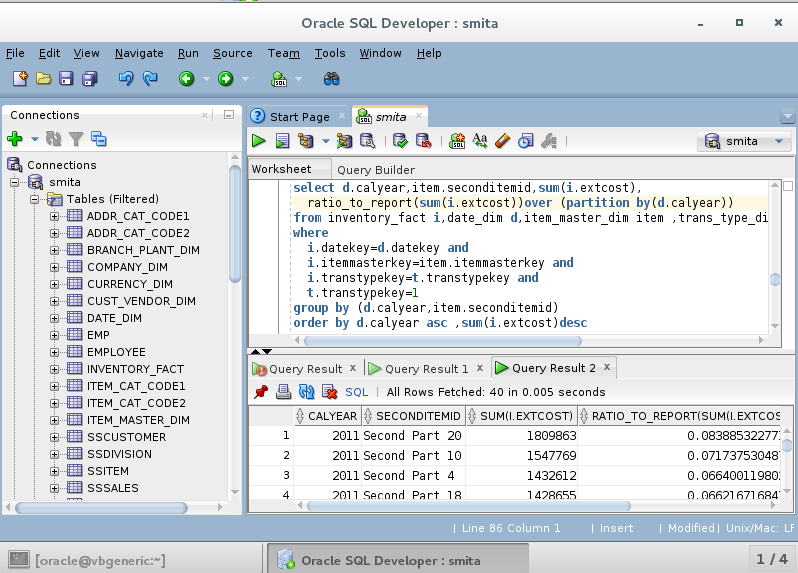 Oracle SQL Developer : smita
File Edit View Navigate Run Source Team Tools Window Help
Connections
Connections
smita
Tables (Filtered)
ADDR_CAT_CODE1
ADDR_CAT_CODE2
BRANCH_PLANT_DIM
COMPANY_DIM
CURRENCY_DIM
CUST_VENDOR_DIM
DATE_DIM
EMP
EMPLOYEE
INVENTORY_FACT
ITEM_CAT_CODE1
ITEM_CAT_CODE2
ITEM_MASTER_DIM
SSCUSTOMER
SSDIVISION
SSITEM
SSSALES
Start Page smita
smita
Worksheet Query Builder
select d.calyear,item.seconditemid,sum(i.extcost),
ratio_to_report(sum(i.extcost))over (partition by(d.calyear))
from inventory_fact i,date_dim d,item_master_dim item ,trans_type_di
where
i.datekey=d.datekey and
i.itemmasterkey=item.itemmasterkey and
i.transtypekey=t.transtypekey and
t.transtypekey=1
group by (d.calyear,item.seconditemid)
order by d.calyear asc ,sum(i.extcost)desc
Query Result x Query Result 1 x Query Result 2 x
SQL | All Rows Fetched: 40 in 0.005 seconds
CALYEAR SECONDITEMID SUM(I.EXTCOST) RATIO_TO_REPORT(SUM(I.EXTCOS
1 2011 Second Part 20 1809863 0.08388532277
2 2011 Second Part 10 1547769 0.07173753048
3 2011 Second Part 4 1432612 0.06640011980
4 2011 Second Part 18 1428655 0.06621671684
| Line 86 Column 1 | Insert | Modified | Unix/Mac: LF
[oracle@vbgeneric:~] Oracle SQL Developer : smita 1 / 4